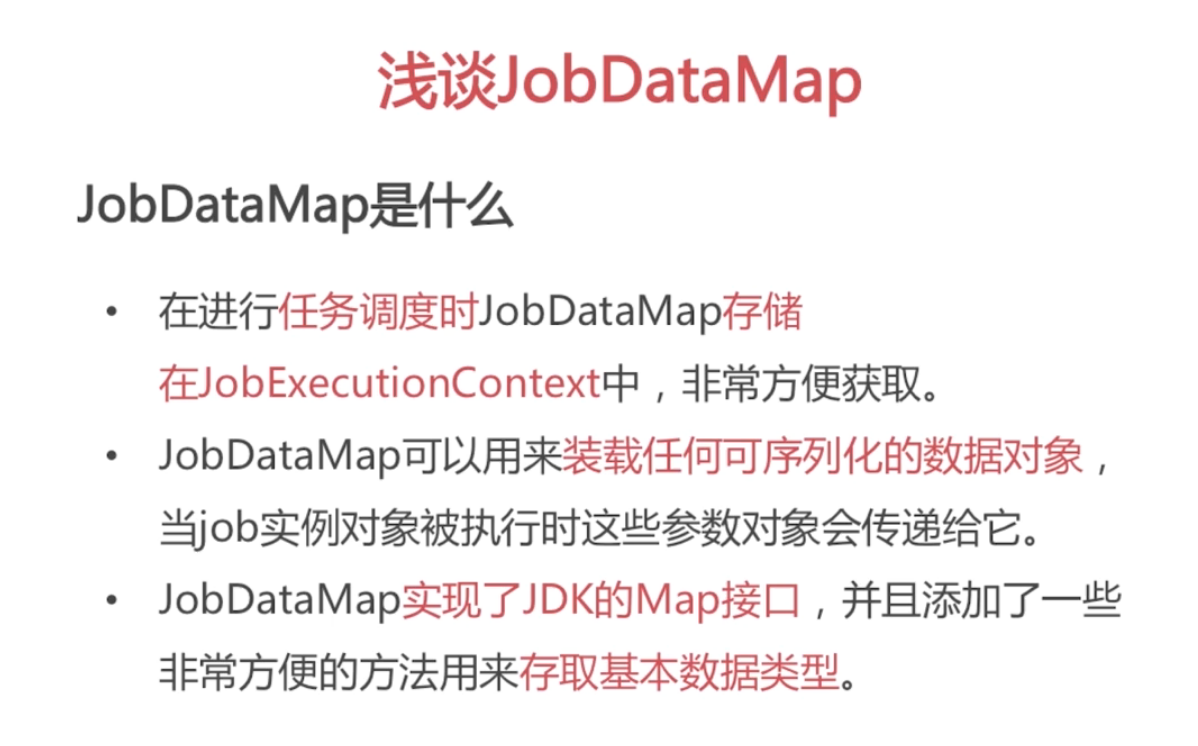 浅谈JobDataMap
JobDataMap是什么
• 在进行任务调度时JobDataMap存储
在JobExecutionContext中，非常方便获取。
• JobDataMap可以用来装载任何可序列化的数据对象，
当job实例对象被执行时这些参数对象会传递给它。
• JobDataMap实现了JDK的Map接口，并且添加了一些
非常方便的方法用来存取基本数据类型。